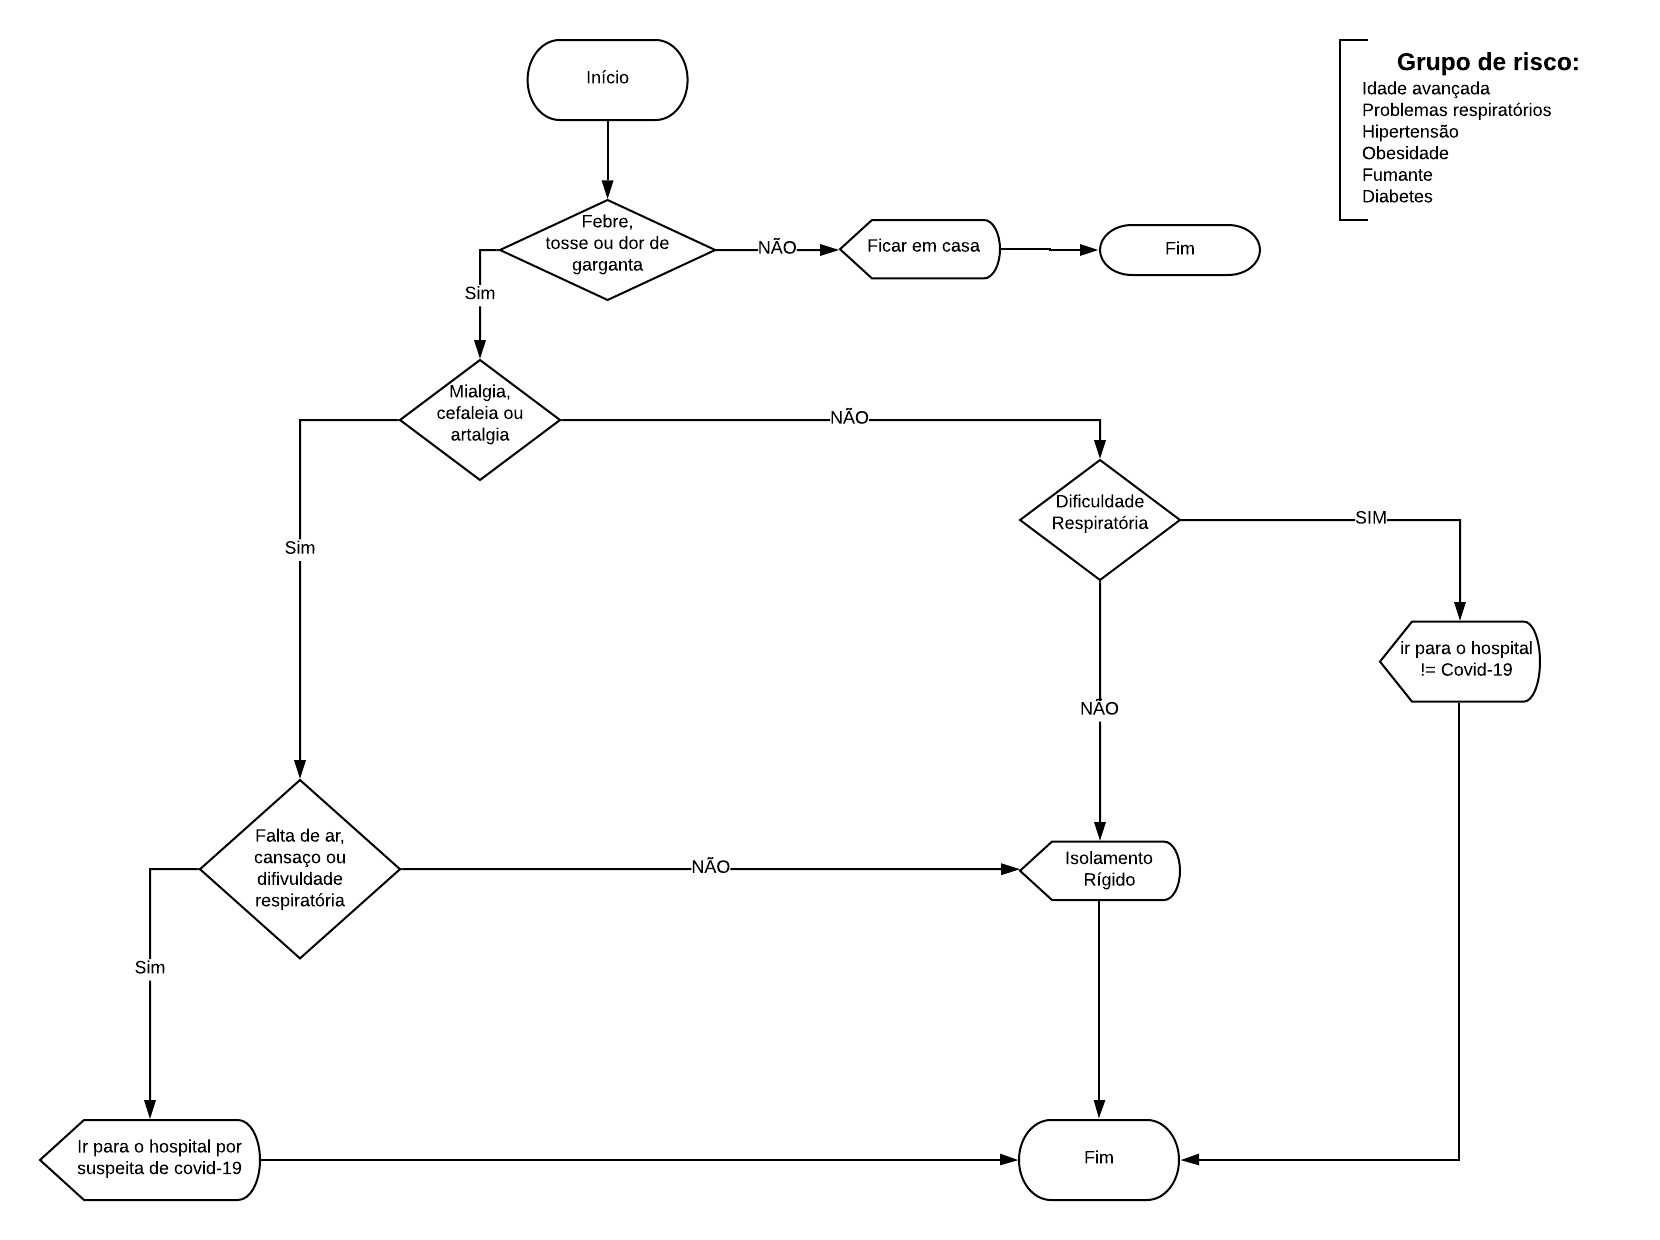 Início
Grupo de risco:
Idade avançada
Problemas respiratórios
Hipertensão
Obesidade
Fumante
Diabetes
Febre,
tosse ou dor de
garganta
NÃO
Ficar em casa
Fim
Sim
Mialgia,
cefaleia ou
artalgia
NÃO
Dificuldade
Respiratória
SIM
Sim
ir para o hospital
!= Covid-19
NÃO
Falta de ar,
cansaço ou
difivuldade
respiratória
NÃO
Isolamento
Rígido
Sim
Ir para o hospital por
suspeita de covid-19
Fim